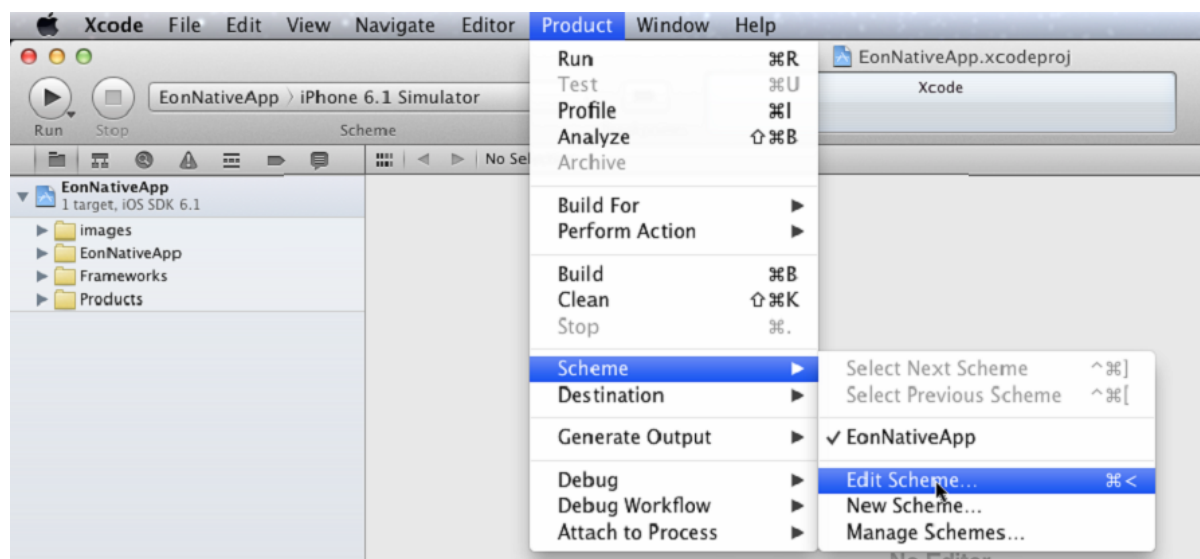 Xcode File Edit View Navigate Editor Product Window Help
EonNativeApp.xcodeproj
EonNativeApp 〉 iPhone 6.1 Simulator
Xcode
Run Stop Scheme
No Sel
EonNativeApp
1 target, iOS SDK 6.1
images
EonNativeApp
Frameworks
Products
Run ⌘R
Test ⌘U
Profile ⌘I
Analyze ⇧⌘B
Archive
Build For ▶
Perform Action ▶
Build ⌘B
Clean ⇧⌘K
Stop ⌘.
Scheme ▶
Destination ▶
Generate Output ▶
Debug ▶
Debug Workflow ▶
Attach to Process ▶
Select Next Scheme ^⌘]
Select Previous Scheme ^⌘[
✓ EonNativeApp
Edit Scheme... ⌘<
New Scheme...
Manage Schemes...